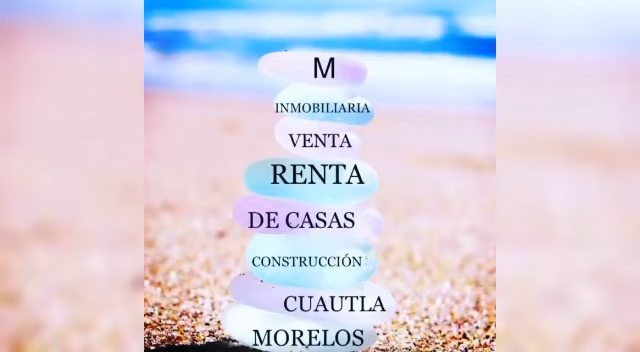 M
INMOBILIARIA
VENTA
RENTA
DE CASAS
CONSTRUCCIÓN
CUAUTLA
MORELOS